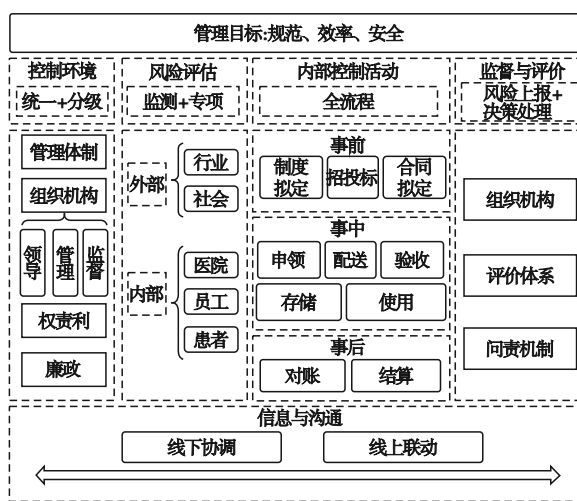 管理目标:规范、效率、安全
控制环境
统一+分级
风险评估
监测+专项
内部控制活动
全流程
监督与评价
风险上报+
决策处理
管理体制
组织机构
领导
管理
监督
权责利
廉政
外部
行业
社会
内部
医院
员工
患者
事前
制度
拟定
招投标
合同
拟定
事中
申领
配送
验收
存储
使用
事后
对账
结算
组织机构
评价体系
问责机制
信息与沟通
线下协调
线上联动